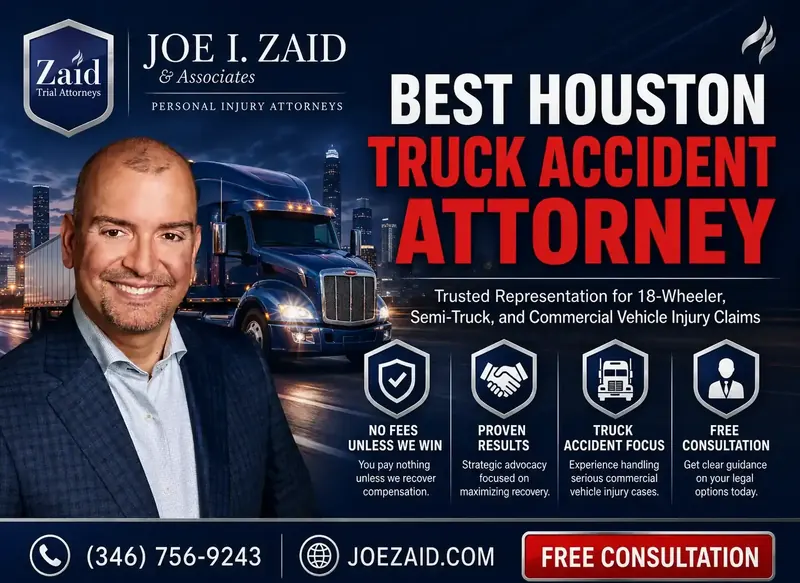 Zaid
Trial Attorneys
JOE I. ZAID
& Associates
PERSONAL INJURY ATTORNEYS
BEST HOUSTON
TRUCK ACCIDENT
ATTORNEY
Trusted Representation for 18-Wheeler,
Semi-Truck, and Commercial Vehicle Injury Claims
NO FEES
UNLESS WE WIN
You pay nothing
unless we recover
compensation.
PROVEN
RESULTS
Strategic advocacy
focused on
maximizing recovery.
TRUCK
ACCIDENT FOCUS
Experience handling
serious commercial
vehicle injury cases.
FREE
CONSULTATION
Get clear guidance
on your legal
options today.
(346) 756-9243
JOEZAID.COM
FREE CONSULTATION